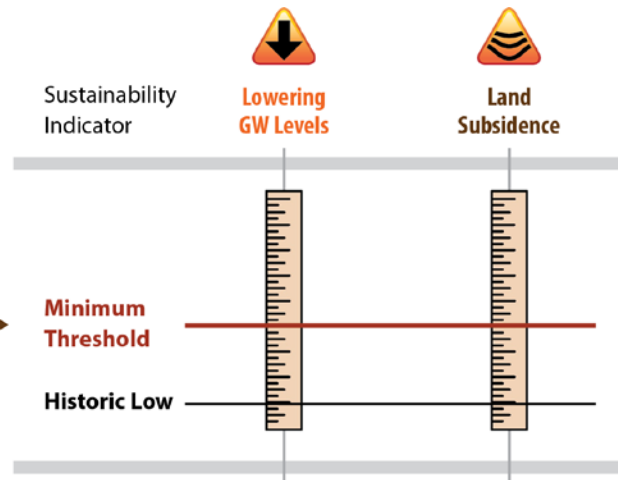 Sustainability
Indicator
Lowering
GW Levels
Land
Subsidence
Minimum
Threshold
Historic Low